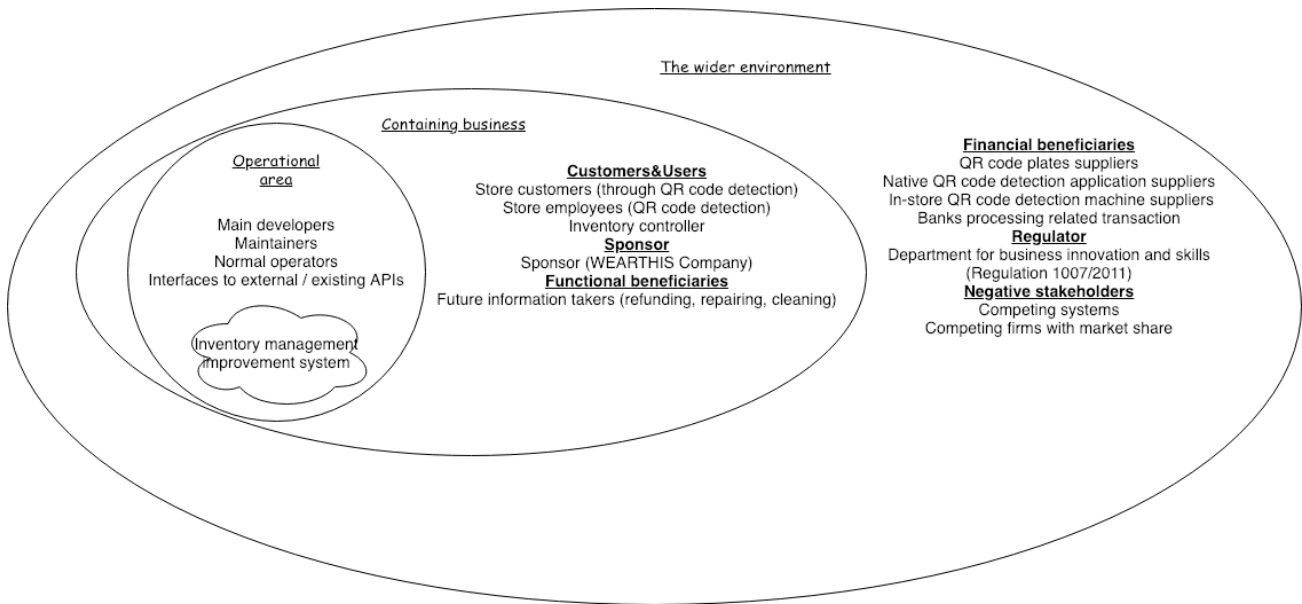 The wider environment
Containing business
Operational
area
Main developers
Maintainers
Normal operators
Interfaces to external / existing APIs
Inventory management
improvement system
Customers&Users
Store customers (through QR code detection)
Store employees (QR code detection)
Inventory controller
Sponsor
Sponsor (WEARTHIS Company)
Functional beneficiaries
Future information takers (refunding, repairing, cleaning)
Financial beneficiaries
QR code plates suppliers
Native QR code detection application suppliers
In-store QR code detection machine suppliers
Banks processing related transaction
Regulator
Department for business innovation and skills
(Regulation 1007/2011)
Negative stakeholders
Competing systems
Competing firms with market share